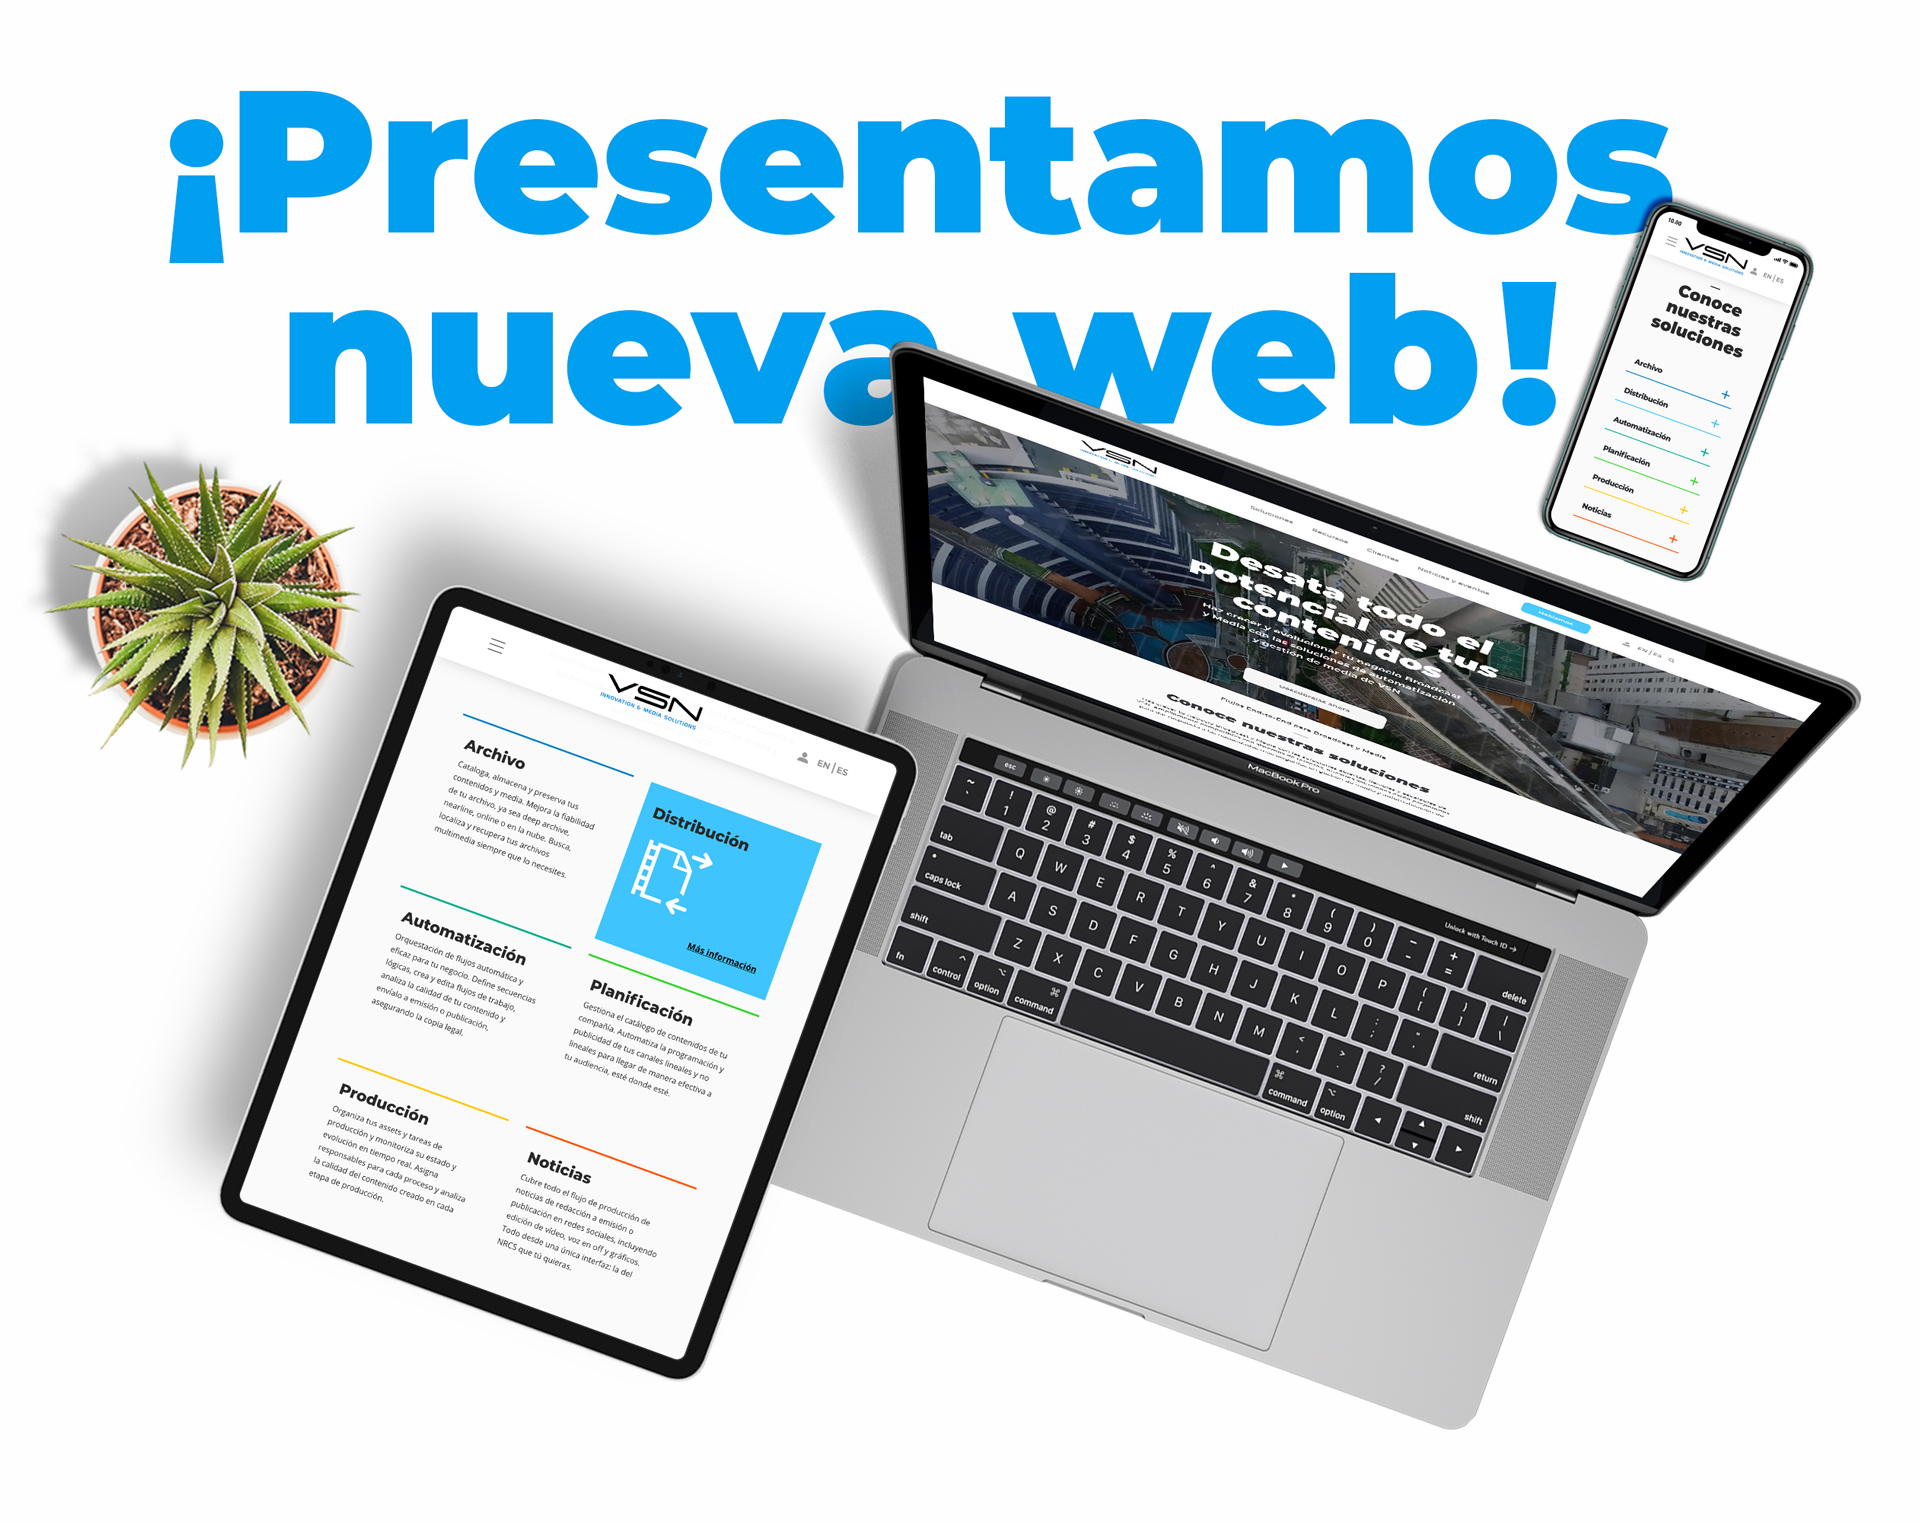 ¡Presentamos
nueva web!
10.00
VSN
INNOVATION & MEDIA SOLUTIONS
EN | ES
Conoce
nuestras
soluciones
Archivo
Distribución
Automatización
Planificación
Producción
Noticias
VSN
Soluciones
Recursos
Clientes
Noticias y eventos
EN / ES
Desata todo el
potencial de tus
contenidos
Haz crecer y evolucionar tu negocio Broadcast
y Media con las soluciones de automatización
y gestión de media de VSN
Descúbrelas ahora
Flujos End-to-End para Broadcast y Media
Conoce nuestras soluciones
MacBook Pro
esc
Unlock with Touch ID →
~ ` ! 1 @ 2 # 3 $ 4 % 5 ^ 6 & 7 * 8 ( 9 ) 0 _ - + = delete
tab Q W E R T Y U I O P { [ } ] | \
caps lock A S D F G H J K L : ; " ' return
shift Z X C V B N M < , > . ? / shift
fn control option command command option
VSN
INNOVATION & MEDIA SOLUTIONS
EN | ES
Archivo
Cataloga, almacena y preserva tus
contenidos y media. Mejora la fiabilidad
de tu archivo, ya sea deep archive,
nearline, online o en la nube. Busca,
localiza y recupera tus archivos
multimedia siempre que lo necesites.
Distribución
Más información
Automatización
Orquestación de flujos automática y
eficaz para tu negocio. Define secuencias
lógicas, crea y edita flujos de trabajo,
analiza la calidad de tu contenido y
envíalo a emisión o publicación,
asegurando la copia legal.
Planificación
Gestiona el catálogo de contenidos de tu
compañía. Automatiza la programación y
publicidad de tus canales lineales y no
lineales para llegar de manera efectiva a
tu audiencia, esté donde esté.
Producción
Organiza tus assets y tareas de
producción y monitoriza su estado y
evolución en tiempo real. Asigna
responsables para cada proceso y analiza
la calidad del contenido creado en cada
etapa de producción.
Noticias
Cubre todo el flujo de producción de
noticias de redacción a emisión o
publicación en redes sociales, incluyendo
edición de vídeo, voz en off y gráficos.
Todo desde una única interfaz: la del
NRCS que tú quieras.